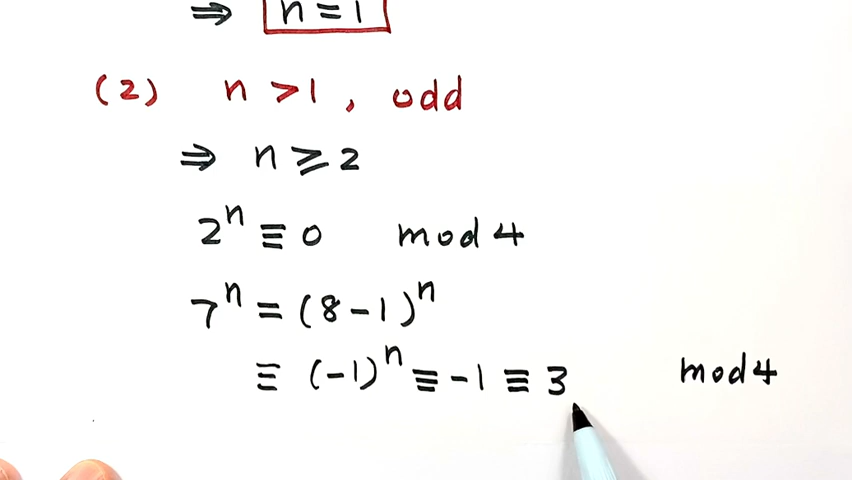 ⇒ n = 1
(2) n > 1, odd
⇒ n ≥ 2
2ⁿ ≡ 0 mod 4
7ⁿ = (8 - 1)ⁿ
≡ (-1)ⁿ ≡ -1 ≡ 3 mod 4